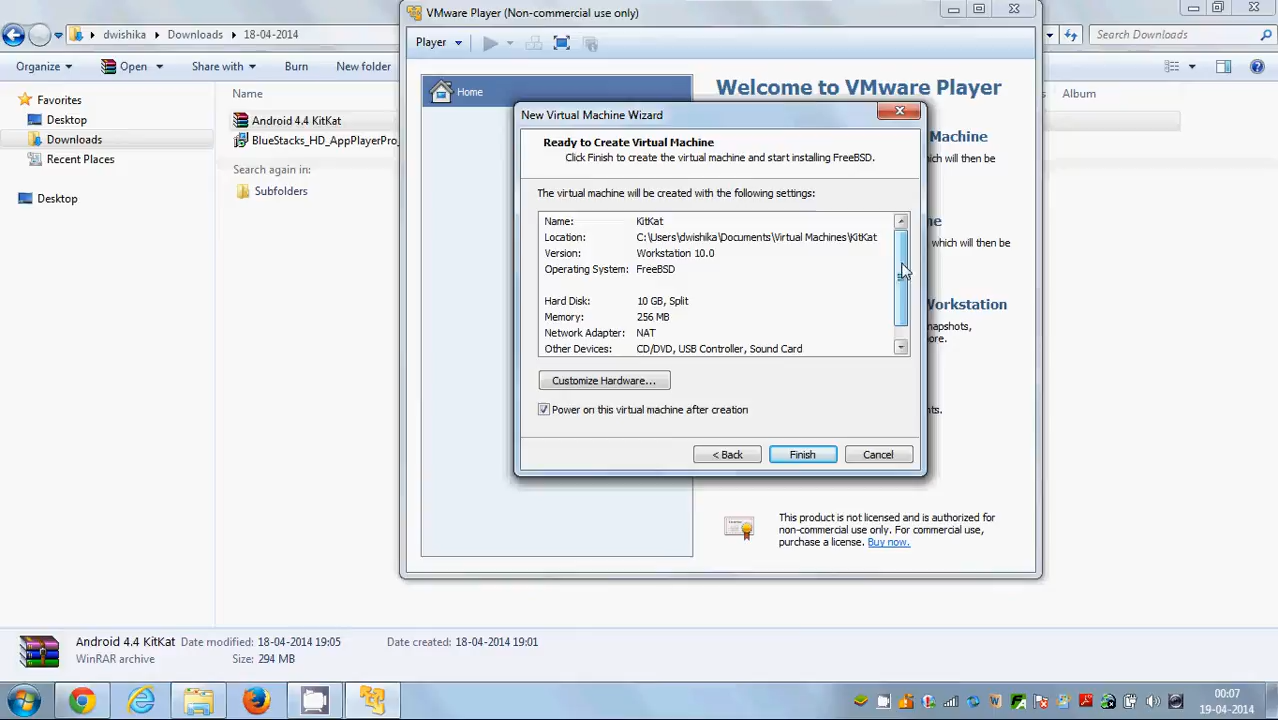 VMware Player (Non-commercial use only)
dwishika
Downloads
18-04-2014
Search Downloads
Player
Organize
Open
Share with
Burn
New folder
Favorites
Name
Album
Desktop
Downloads
Recent Places
Desktop
Android 4.4 KitKat
BlueStacks_HD_AppPlayerPro_
Search again in:
Subfolders
Home
Welcome to VMware Player
Machine
which will then be
ne
which will then be
Workstation
napshots,
ore.
nts.
New Virtual Machine Wizard
Ready to Create Virtual Machine
Click Finish to create the virtual machine and start installing FreeBSD.
The virtual machine will be created with the following settings:
Name: KitKat
Location: C:\Users\dwishika\Documents\Virtual Machines\KitKat
Version: Workstation 10.0
Operating System: FreeBSD
Hard Disk: 10 GB, Split
Memory: 256 MB
Network Adapter: NAT
Other Devices: CD/DVD, USB Controller, Sound Card
Customize Hardware...
Power on this virtual machine after creation
< Back
Finish
Cancel
This product is not licensed and is authorized for
non-commercial use only. For commercial use,
purchase a license. Buy now.
Android 4.4 KitKat Date modified: 18-04-2014 19:05 Date created: 18-04-2014 19:01
WinRAR archive Size: 294 MB
00:07
19-04-2014